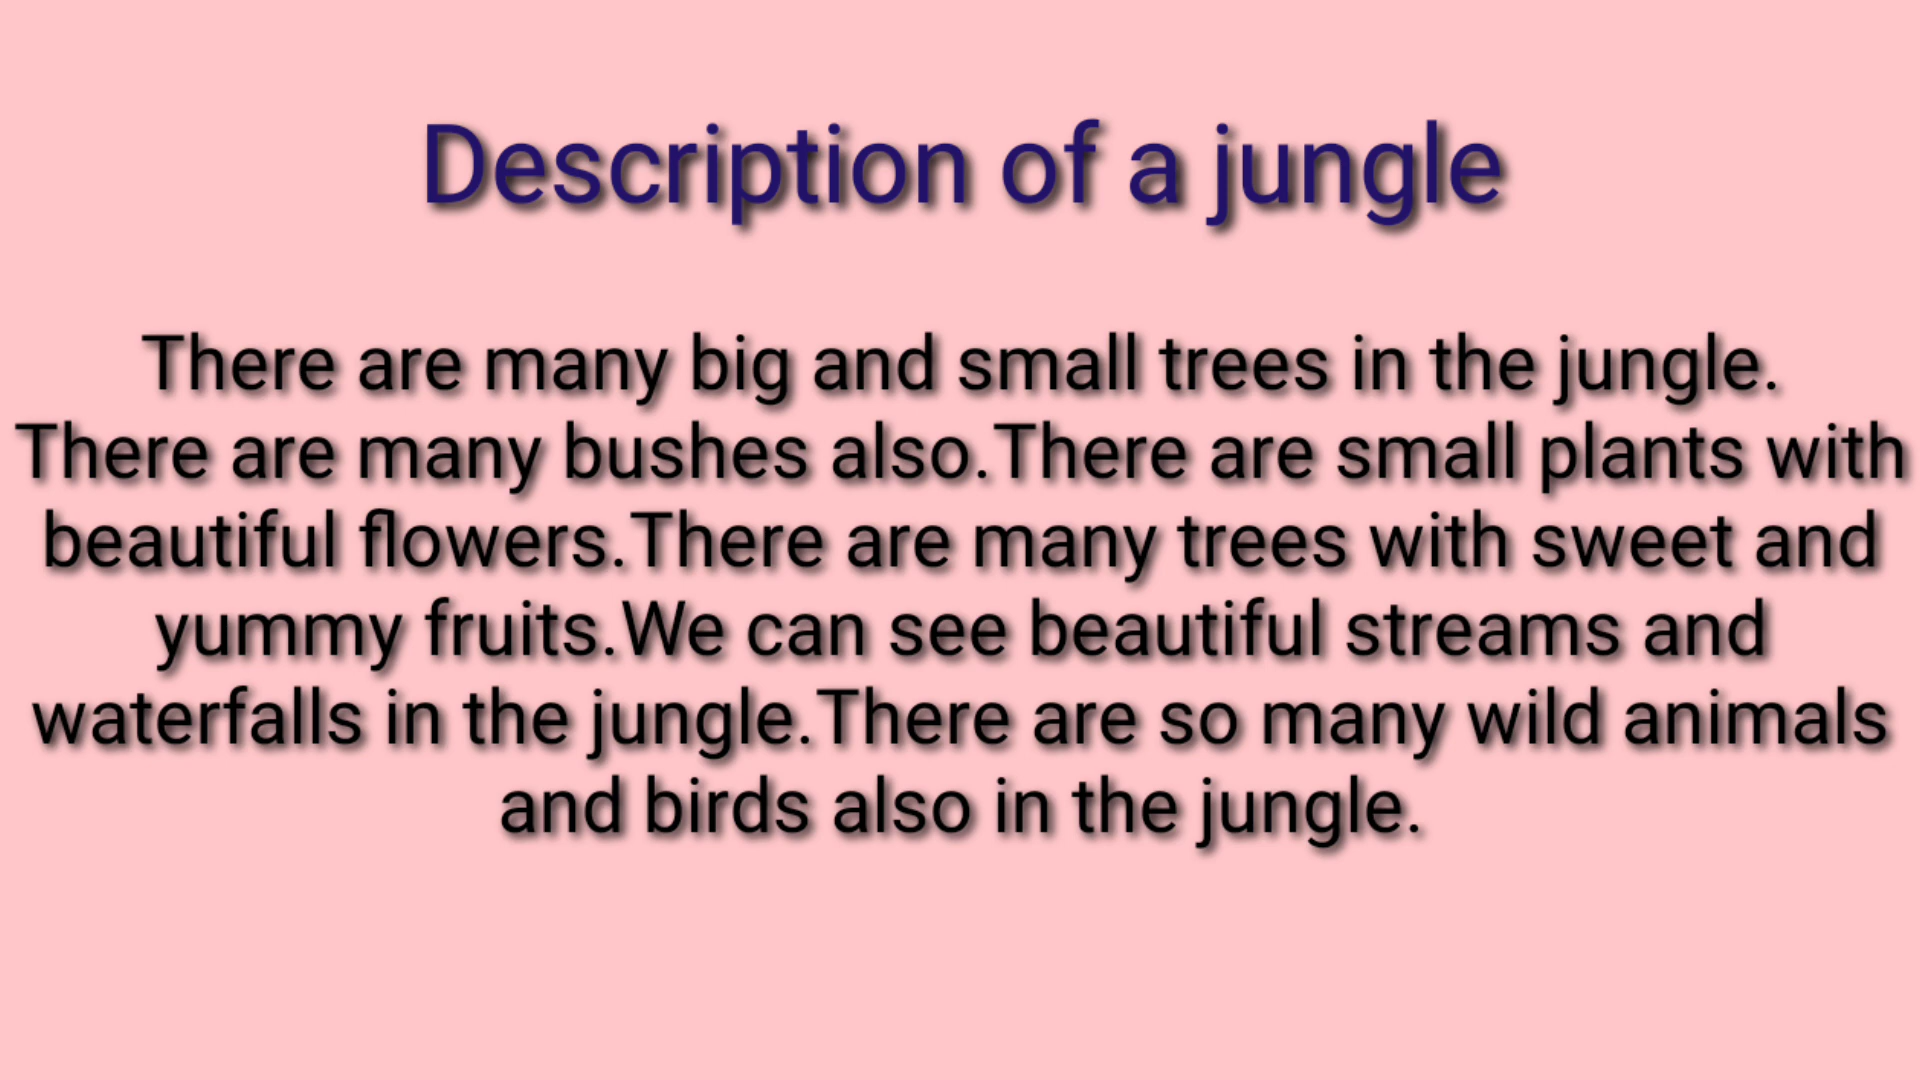 Description of a jungle
There are many big and small trees in the jungle.
There are many bushes also.There are small plants with
beautiful flowers.There are many trees with sweet and
yummy fruits.We can see beautiful streams and
waterfalls in the jungle.There are so many wild animals
and birds also in the jungle.